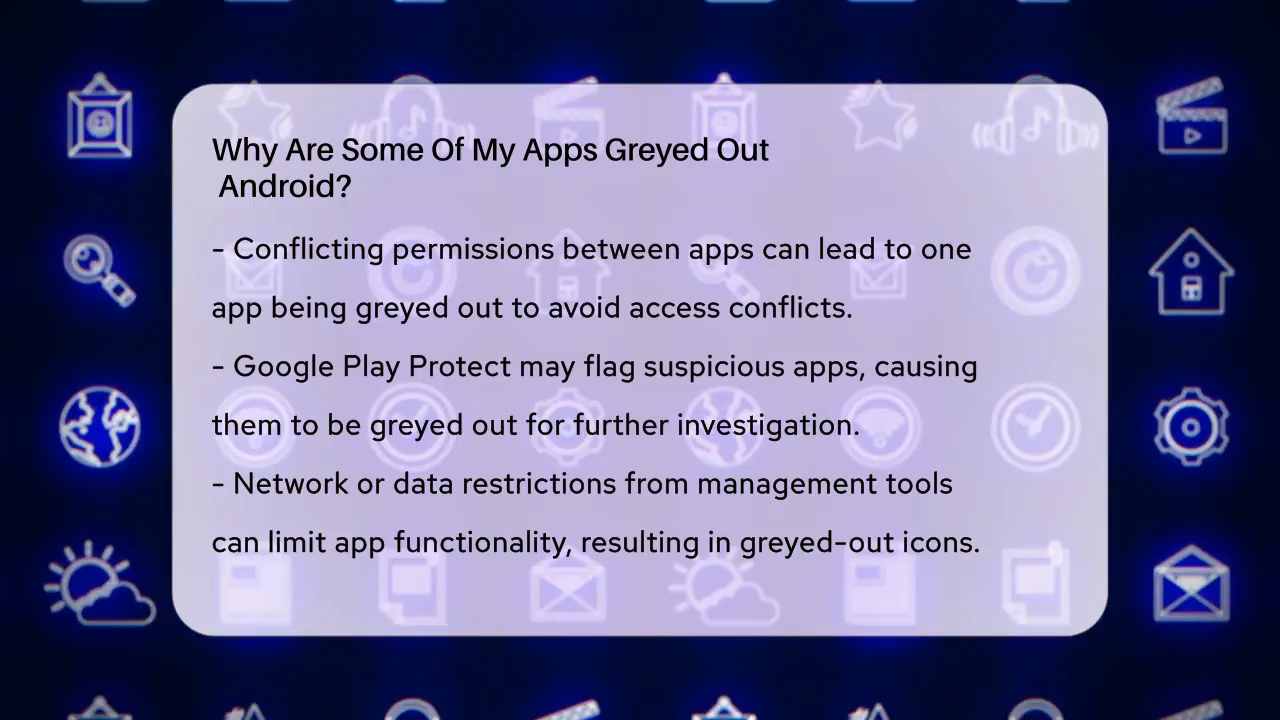 Why Are Some Of My Apps Greyed Out
Android?
- Conflicting permissions between apps can lead to one
app being greyed out to avoid access conflicts.
- Google Play Protect may flag suspicious apps, causing
them to be greyed out for further investigation.
- Network or data restrictions from management tools
can limit app functionality, resulting in greyed-out icons.